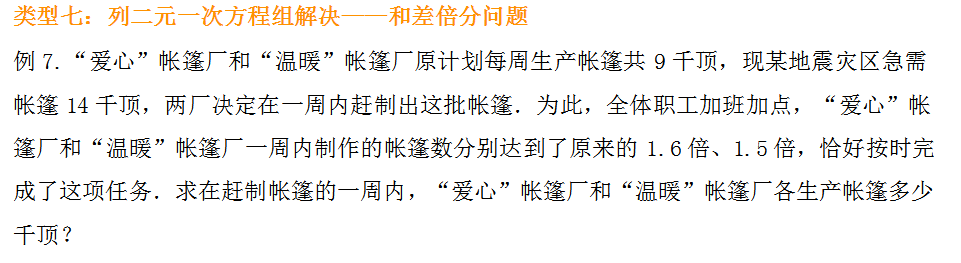 类型七：列二元一次方程组解决——和差倍分问题
例 7.“爱心”帐篷厂和“温暖”帐篷厂原计划每周生产帐篷共 9 千顶，现某地震灾区急需
帐篷 14 千顶，两厂决定在一周内赶制出这批帐篷．为此，全体职工加班加点，“爱心”帐
篷厂和“温暖”帐篷厂一周内制作的帐篷数分别达到了原来的 1.6 倍、1.5 倍，恰好按时完
成了这项任务．求在赶制帐篷的一周内，“爱心”帐篷厂和“温暖”帐篷厂各生产帐篷多少
千顶？